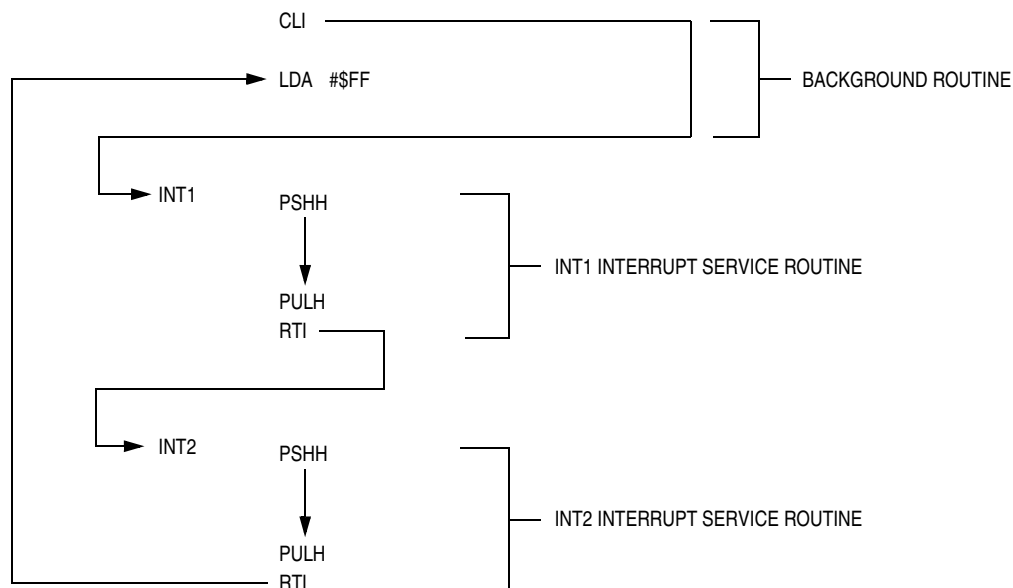 CLI
LDA #$FF
BACKGROUND ROUTINE
INT1
PSHH
INT1 INTERRUPT SERVICE ROUTINE
PULH
RTI
INT2
PSHH
INT2 INTERRUPT SERVICE ROUTINE
PULH
RTI